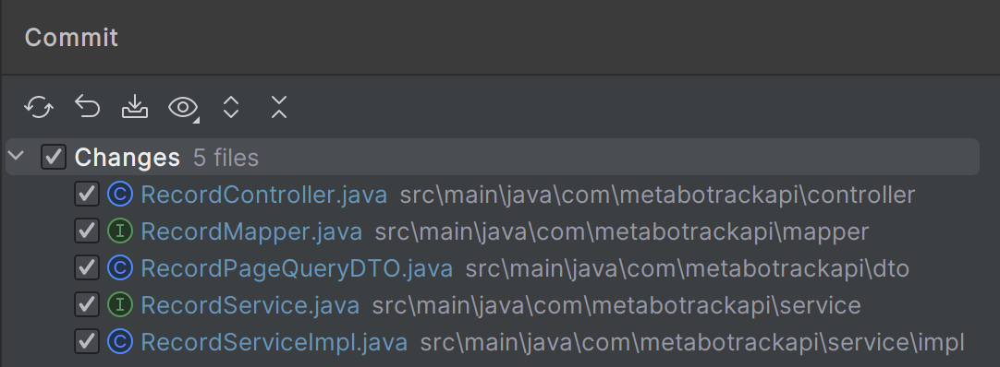 Commit
Changes 5 files
C RecordController.java src\main\java\com\metabotrackapi\controller
I RecordMapper.java src\main\java\com\metabotrackapi\mapper
C RecordPageQueryDTO.java src\main\java\com\metabotrackapi\dto
I RecordService.java src\main\java\com\metabotrackapi\service
C RecordServiceImpl.java src\main\java\com\metabotrackapi\service\impl